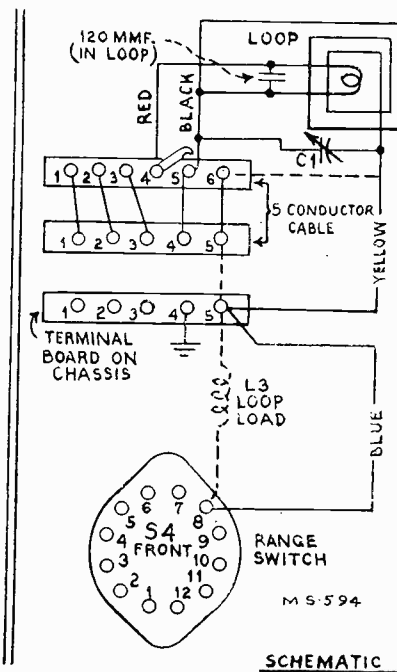 120 MMF.
(IN LOOP)
LOOP
RED
BLACK
C1
1 2 3 4 5 6
5 CONDUCTOR
CABLE
1 2 3 4 5
YELLOW
1 2 3 4 5
TERMINAL
BOARD ON
CHASSIS
L3
LOOP
LOAD
BLUE
6 7
5 8
S4
4 9
FRONT
RANGE
SWITCH
3 10
2 11
1 12
MS-594
SCHEMATIC